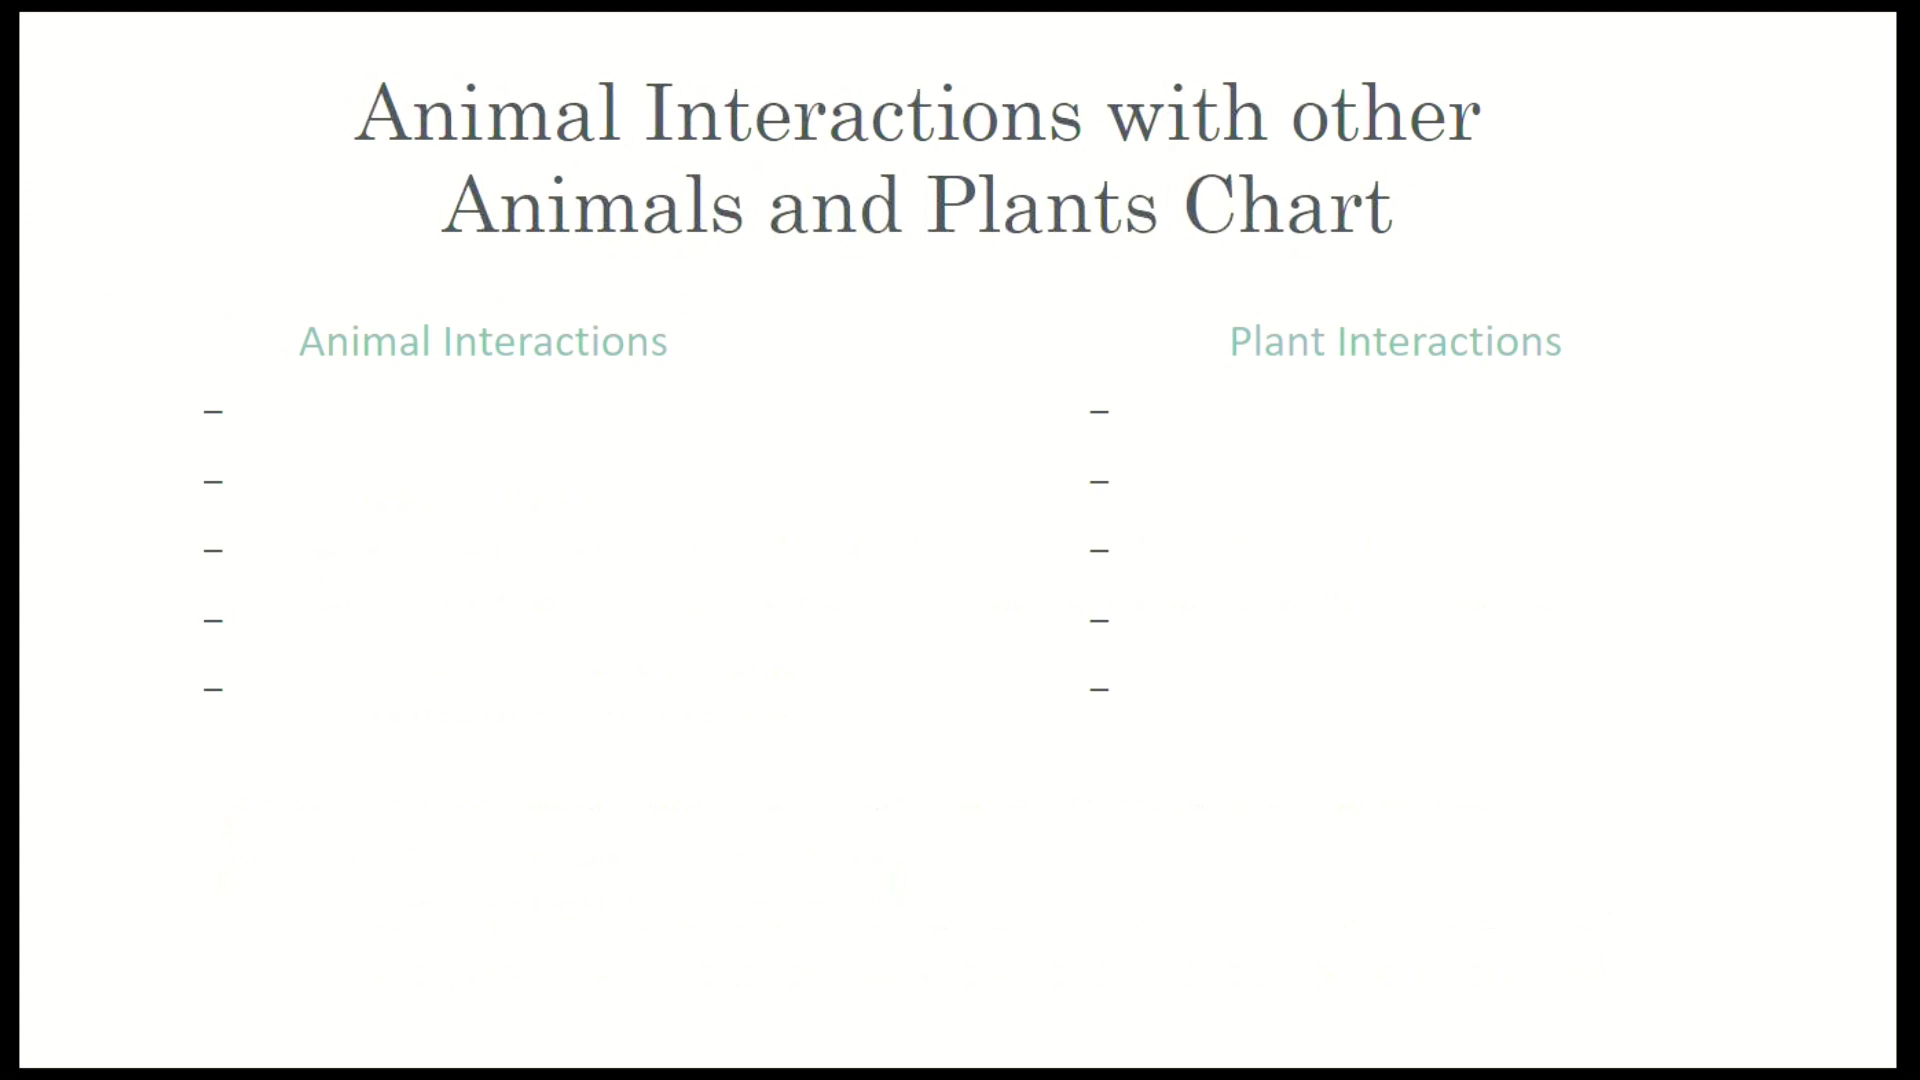 Animal Interactions with other
Animals and Plants Chart
Animal Interactions
–
–
–
–
–
Plant Interactions
–
–
–
–
–